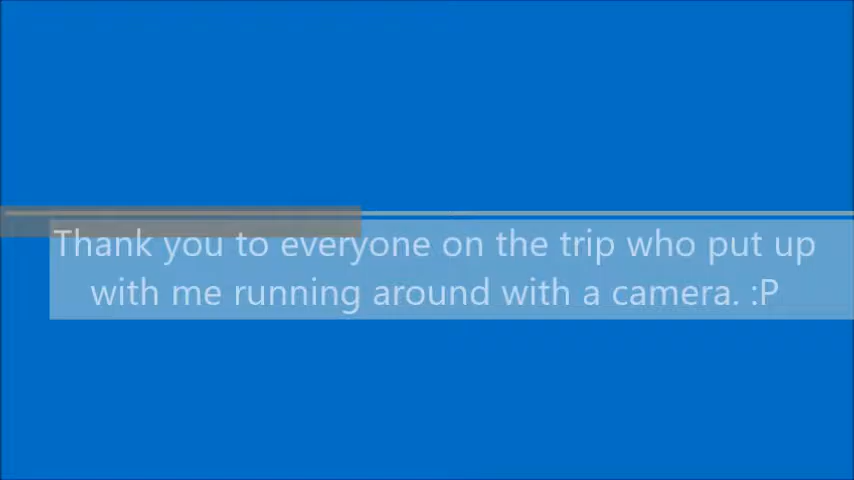 Thank you to everyone on the trip who put up
with me running around with a camera. :P